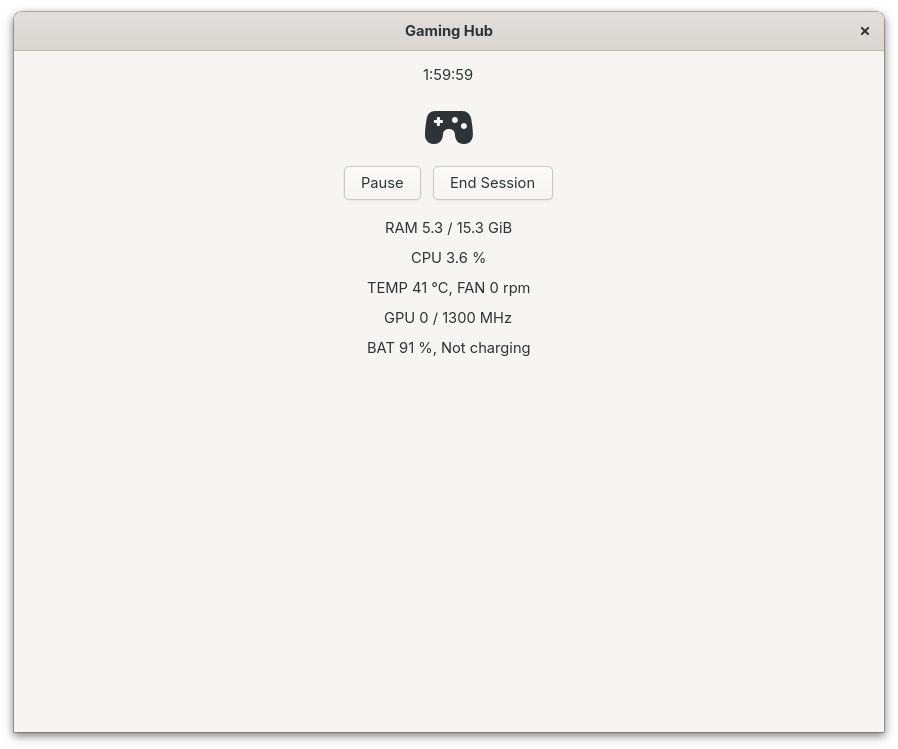 Gaming Hub
1:59:59
Pause End Session
RAM 5.3 / 15.3 GiB
CPU 3.6 %
TEMP 41 °C, FAN 0 rpm
GPU 0 / 1300 MHz
BAT 91 %, Not charging